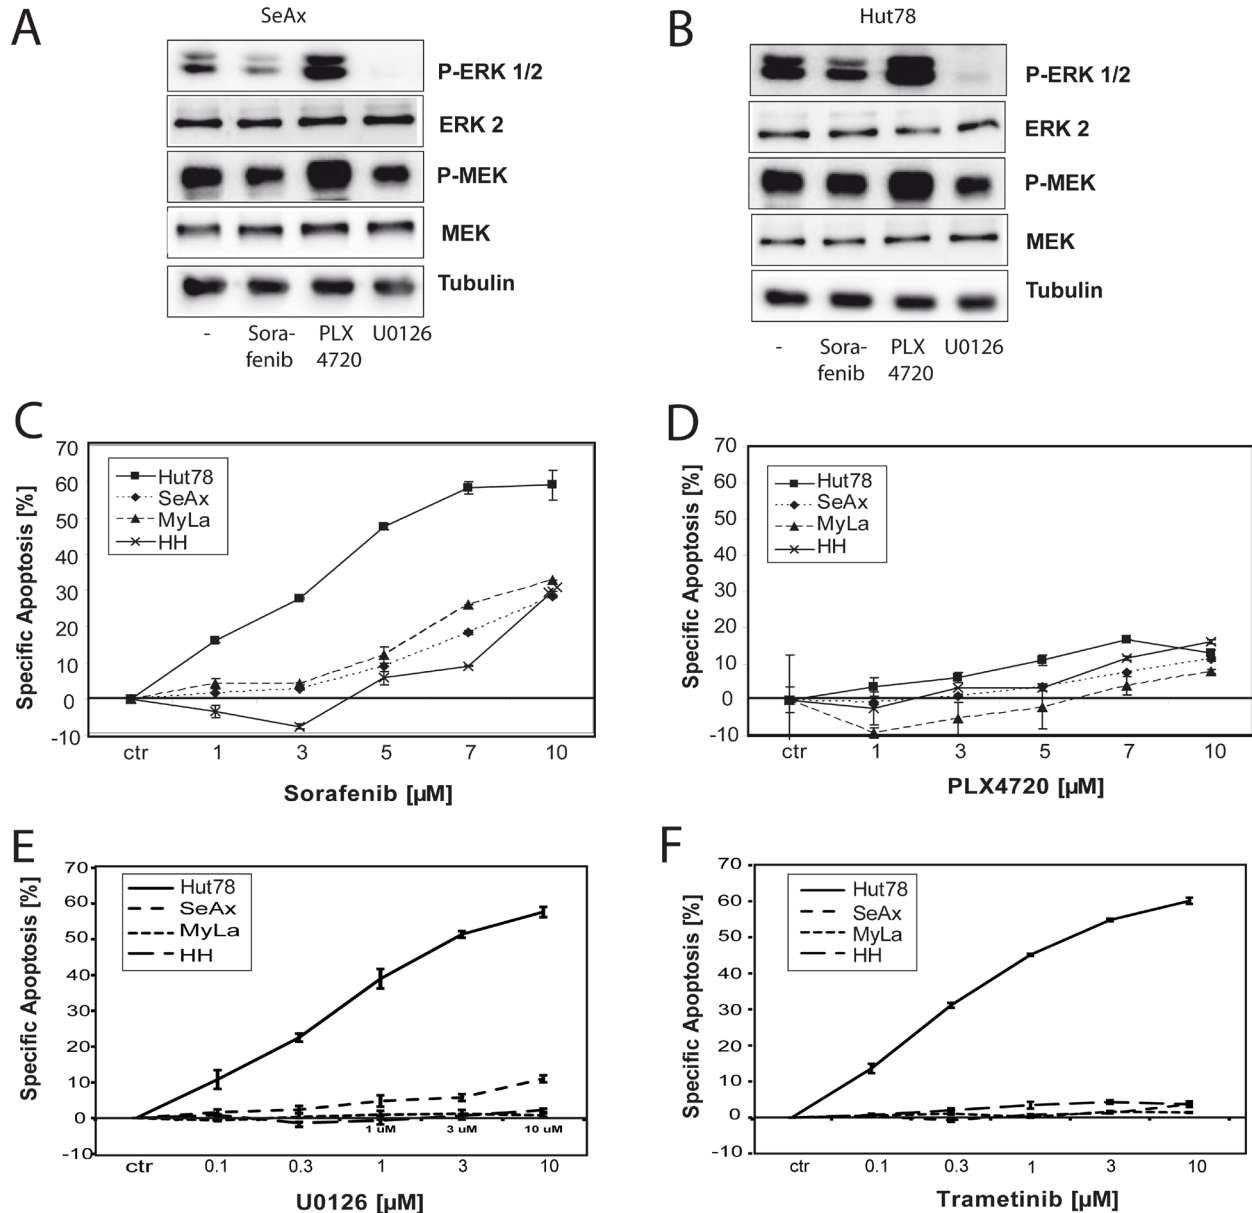 A
SeAx
P-ERK 1/2
ERK 2
P-MEK
MEK
Tubulin
-
Sora-
fenib
PLX
4720
U0126
B
Hut78
P-ERK 1/2
ERK 2
P-MEK
MEK
Tubulin
-
Sora-
fenib
PLX
4720
U0126
C
Specific Apoptosis [%]
70
60
50
40
30
20
10
0
-10
Hut78
SeAx
MyLa
HH
ctr 1 3 5 7 10
Sorafenib [µM]
D
Specific Apoptosis [%]
70
60
50
40
30
20
10
0
-10
Hut78
SeAx
MyLa
HH
ctr 1 3 5 7 10
PLX4720 [µM]
E
Specific Apoptosis [%]
70
60
50
40
30
20
10
0
-10
Hut78
SeAx
MyLa
HH
1 uM 3 uM 10 uM
ctr 0.1 0.3 1 3 10
U0126 [µM]
F
Specific Apoptosis [%]
70
60
50
40
30
20
10
0
-10
Hut78
SeAx
MyLa
HH
ctr 0.1 0.3 1 3 10
Trametinib [µM]